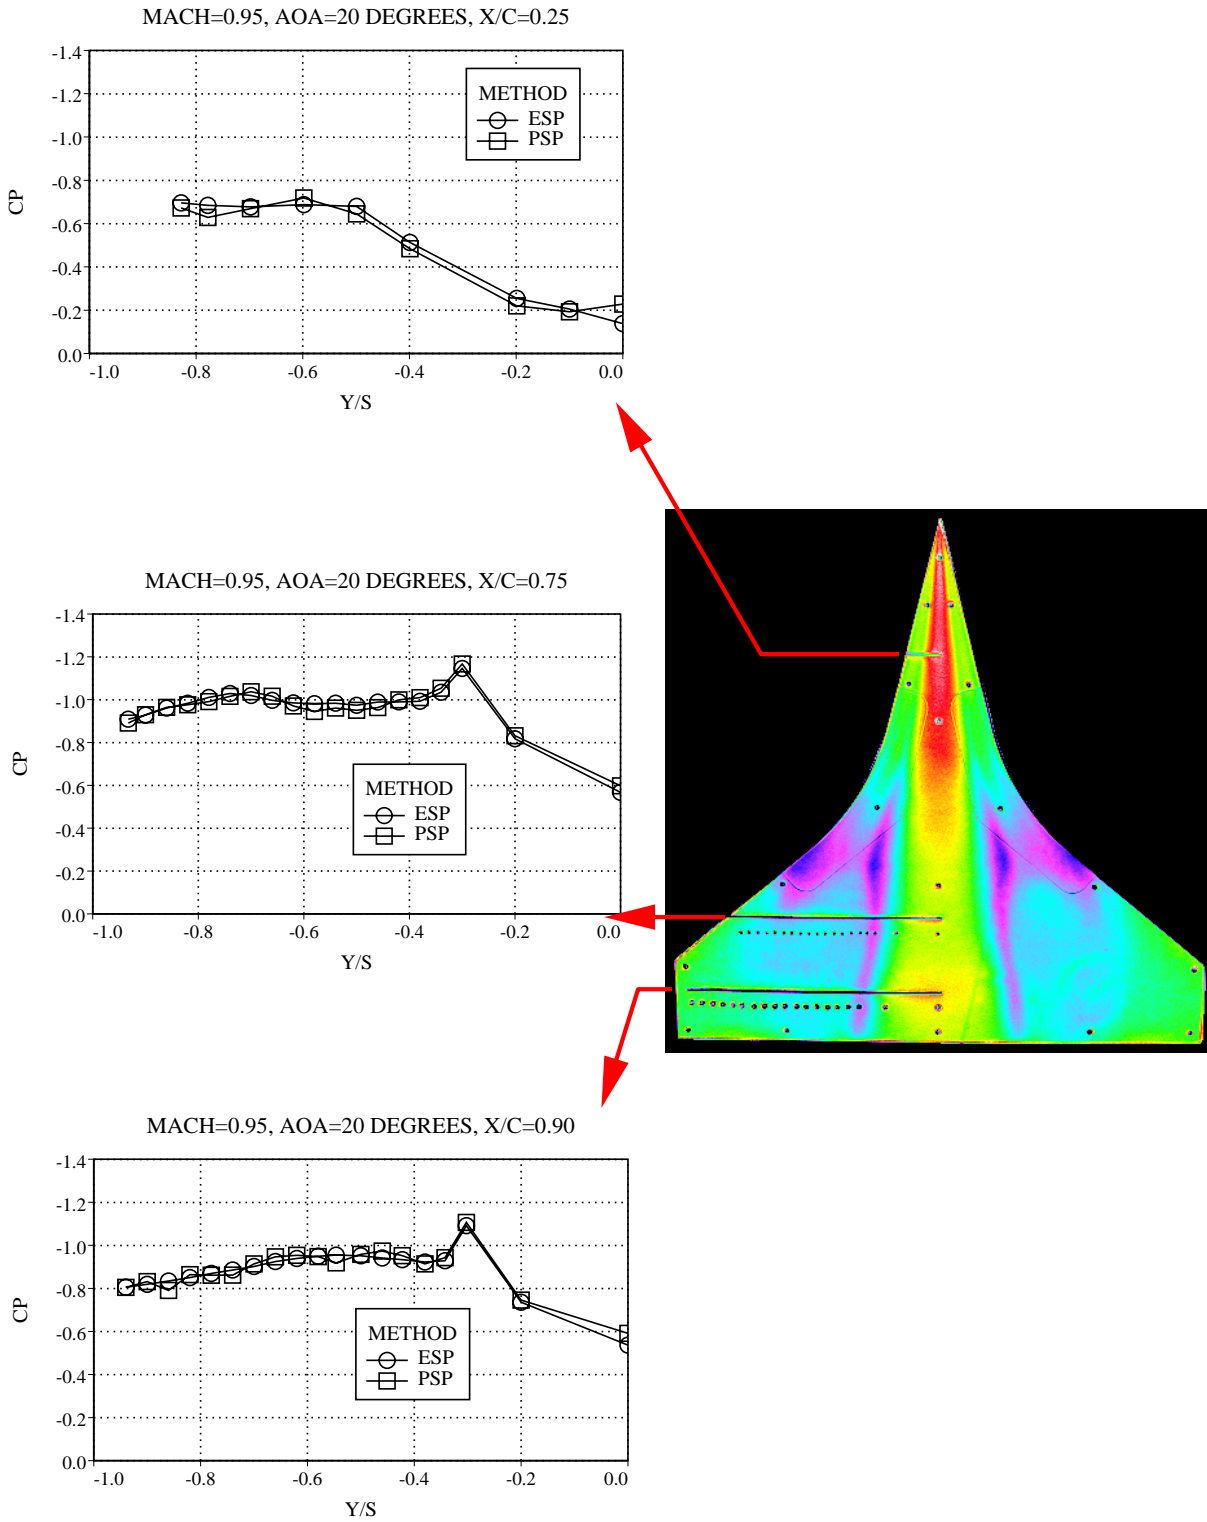 MACH=0.95, AOA=20 DEGREES, X/C=0.25
-1.4
-1.2
-1.0
-0.8
-0.6
-0.4
-0.2
0.0
CP
METHOD
ESP
PSP
-1.0 -0.8 -0.6 -0.4 -0.2 0.0
Y/S
MACH=0.95, AOA=20 DEGREES, X/C=0.75
-1.4
-1.2
-1.0
-0.8
-0.6
-0.4
-0.2
0.0
CP
METHOD
ESP
PSP
-1.0 -0.8 -0.6 -0.4 -0.2 0.0
Y/S
MACH=0.95, AOA=20 DEGREES, X/C=0.90
-1.4
-1.2
-1.0
-0.8
-0.6
-0.4
-0.2
0.0
CP
METHOD
ESP
PSP
-1.0 -0.8 -0.6 -0.4 -0.2 0.0
Y/S